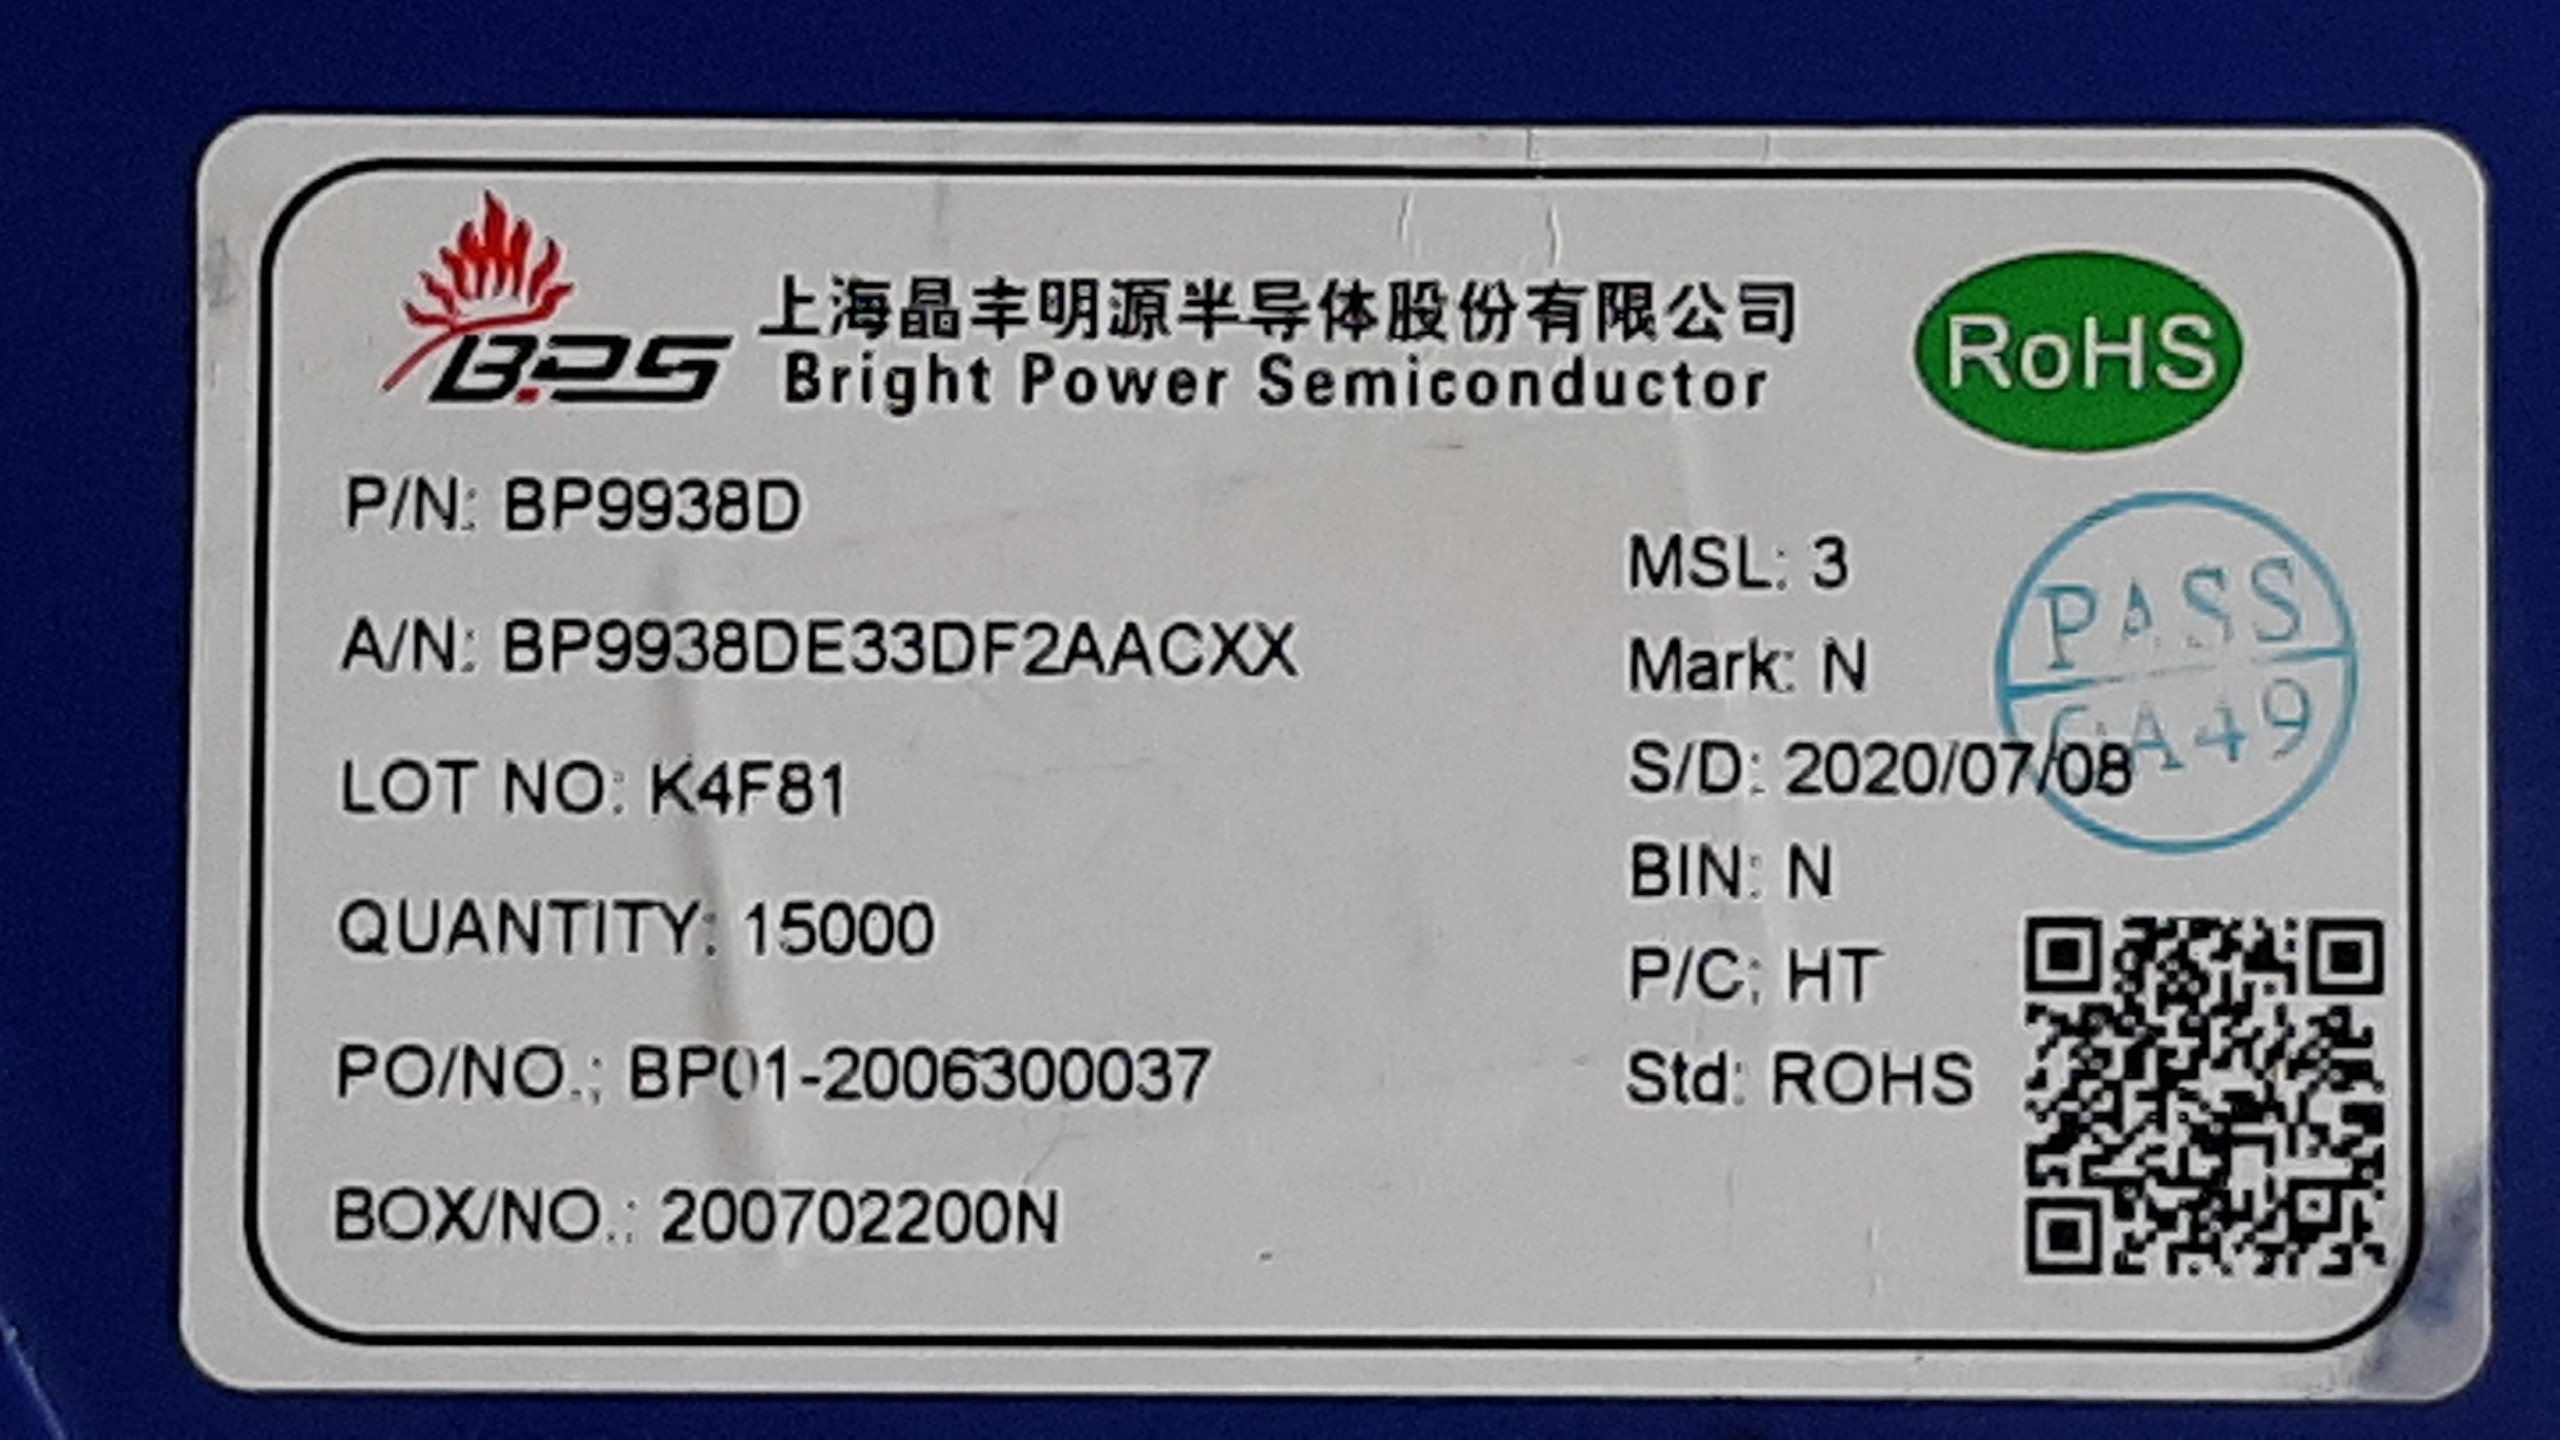 BPS
上海晶丰明源半导体股份有限公司
Bright Power Semiconductor
RoHS
P/N: BP9938D
A/N: BP9938DE33DF2AACXX
LOT NO: K4F81
QUANTITY: 15000
PO/NO.: BP01-2006300037
BOX/NO.: 200702200N
MSL: 3
Mark: N
S/D: 2020/07/08
BIN: N
P/C: HT
Std: ROHS
PASS